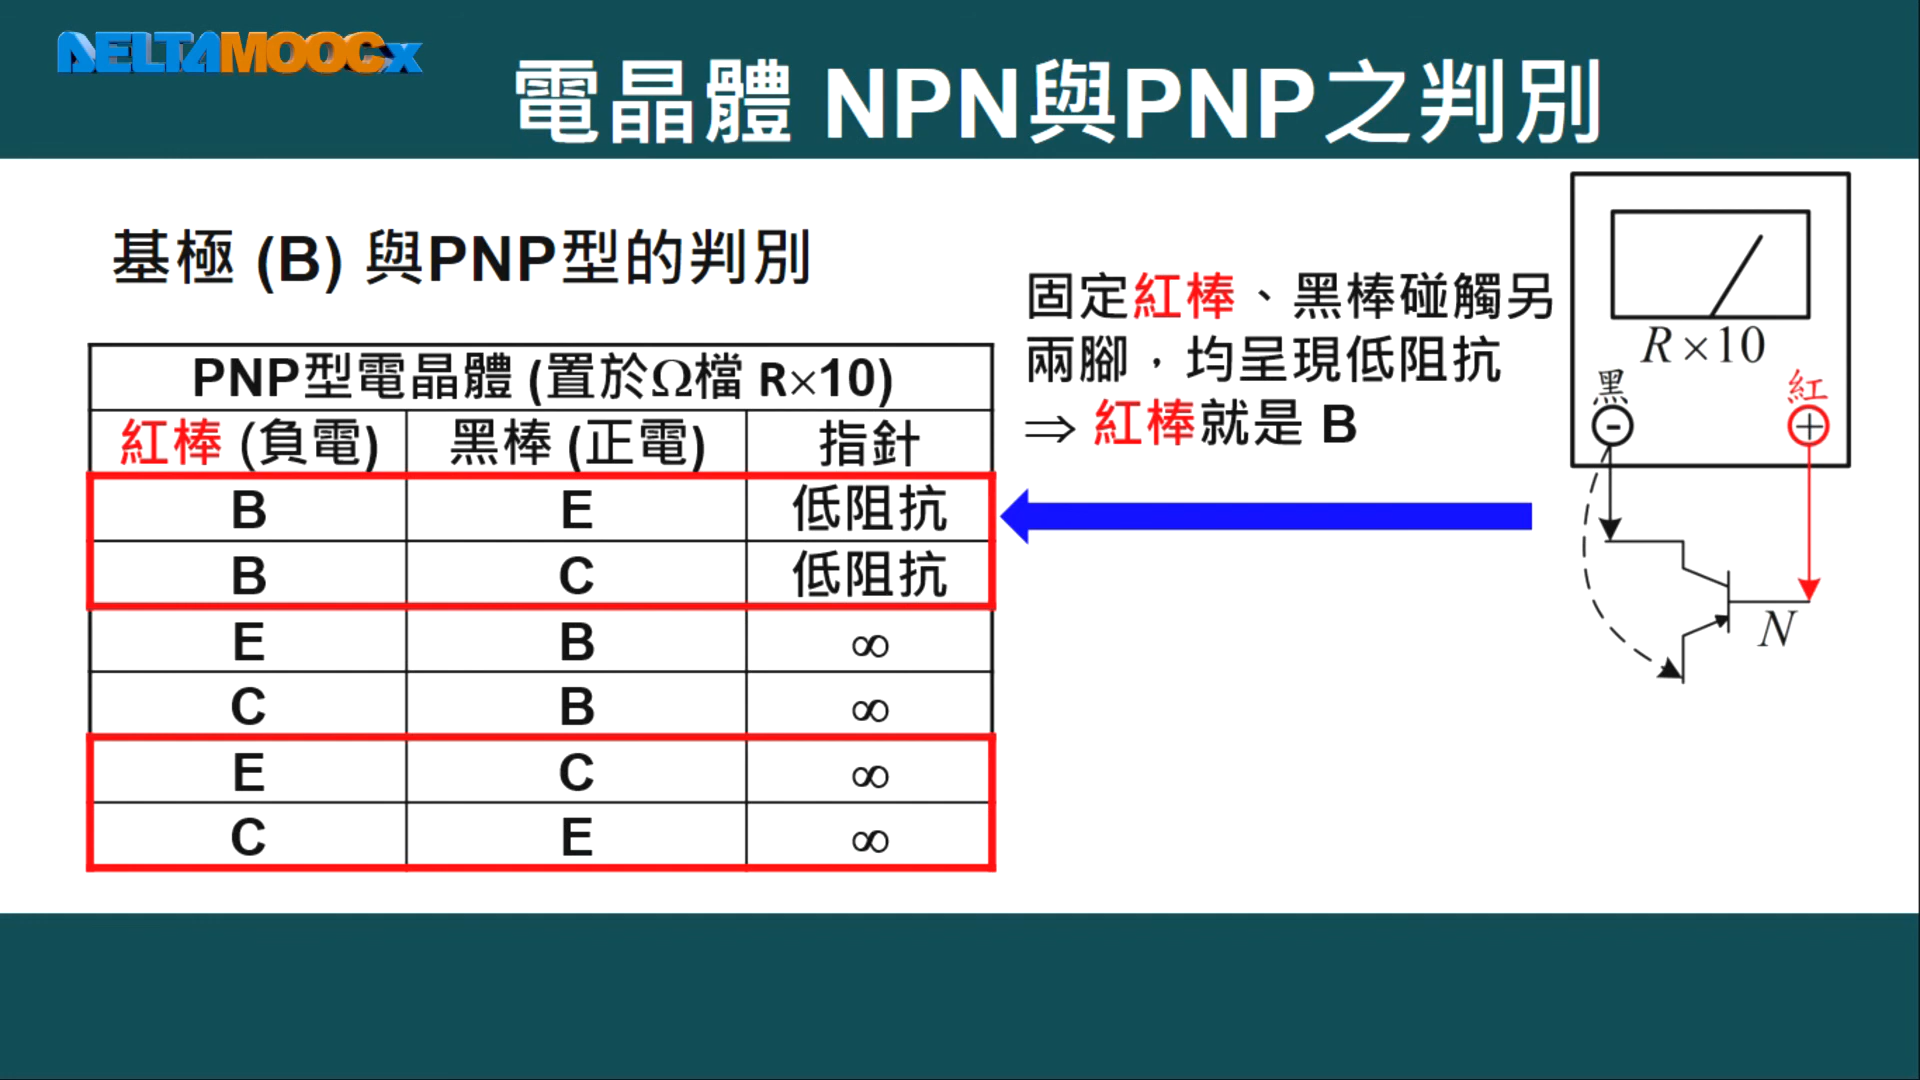 DELTAMOOCx
電晶體 NPN與PNP之判別
基極 (B) 與PNP型的判別
固定紅棒、黑棒碰觸另
兩腳，均呈現低阻抗
⇒ 紅棒就是 B
PNP型電晶體 (置於Ω檔 R×10)
紅棒 (負電) 黑棒 (正電) 指針
B E 低阻抗
B C 低阻抗
E B ∞
C B ∞
E C ∞
C E ∞
R×10
黑 紅
- +
N